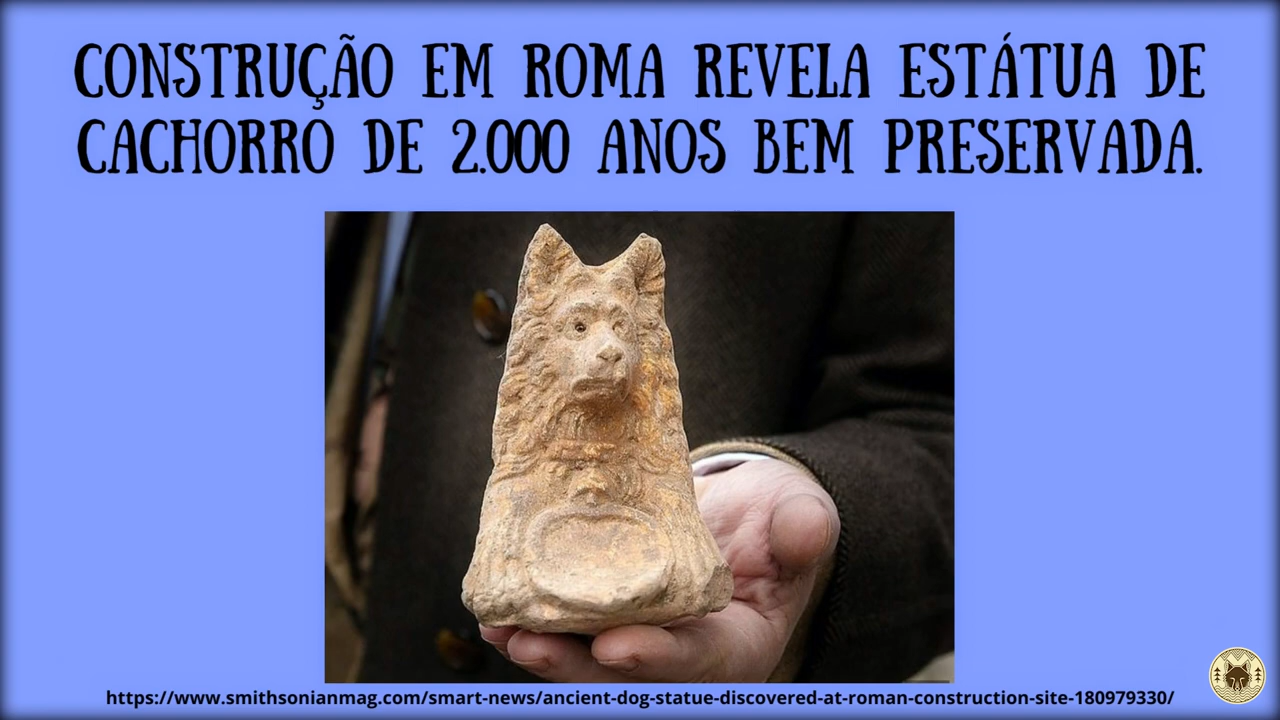 CONSTRUÇÃO EM ROMA REVELA ESTÁTUA DE
CACHORRO DE 2.000 ANOS BEM PRESERVADA.
https://www.smithsonianmag.com/smart-news/ancient-dog-statue-discovered-at-roman-construction-site-180979330/